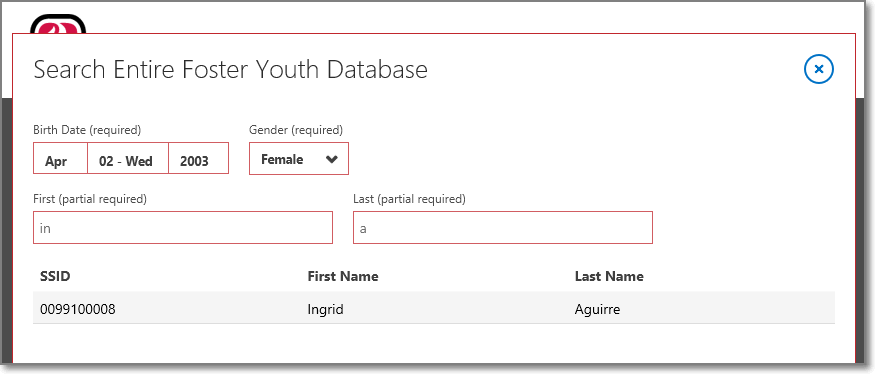 Search Entire Foster Youth Database
Birth Date (required) Gender (required)
Apr 02 - Wed 2003 Female
First (partial required) Last (partial required)
in a
SSID First Name Last Name
0099100008 Ingrid Aguirre